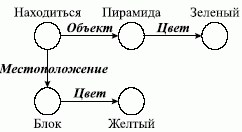 Находиться Пирамида Зеленый
Объект Цвет
Местоположение
Цвет
Блок Желтый